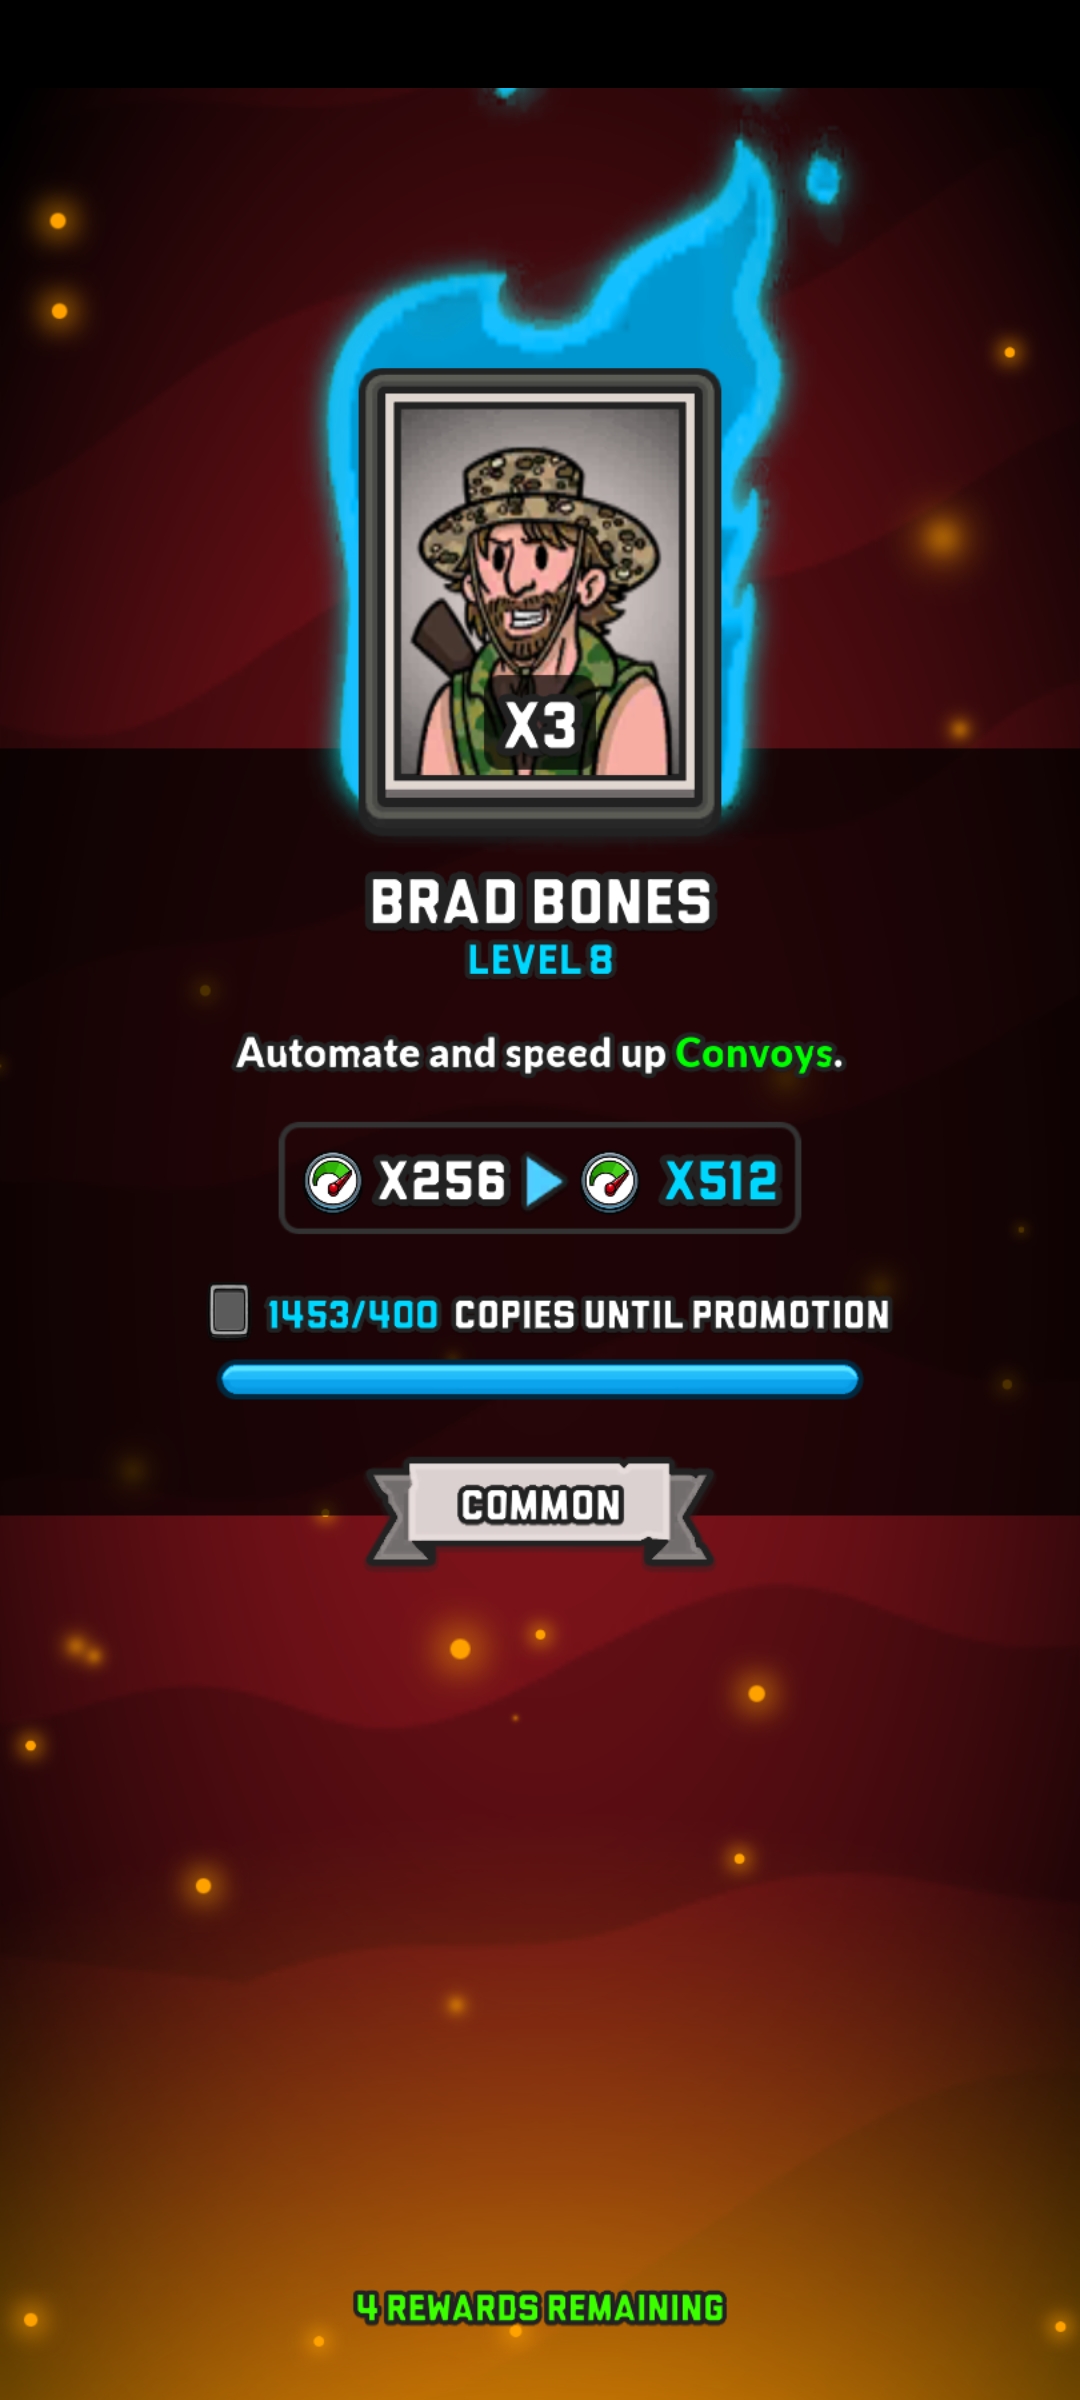 X3
BRAD BONES
LEVEL 8
Automate and speed up Convoys.
X256 X512
1453/400 COPIES UNTIL PROMOTION
COMMON
4 REWARDS REMAINING